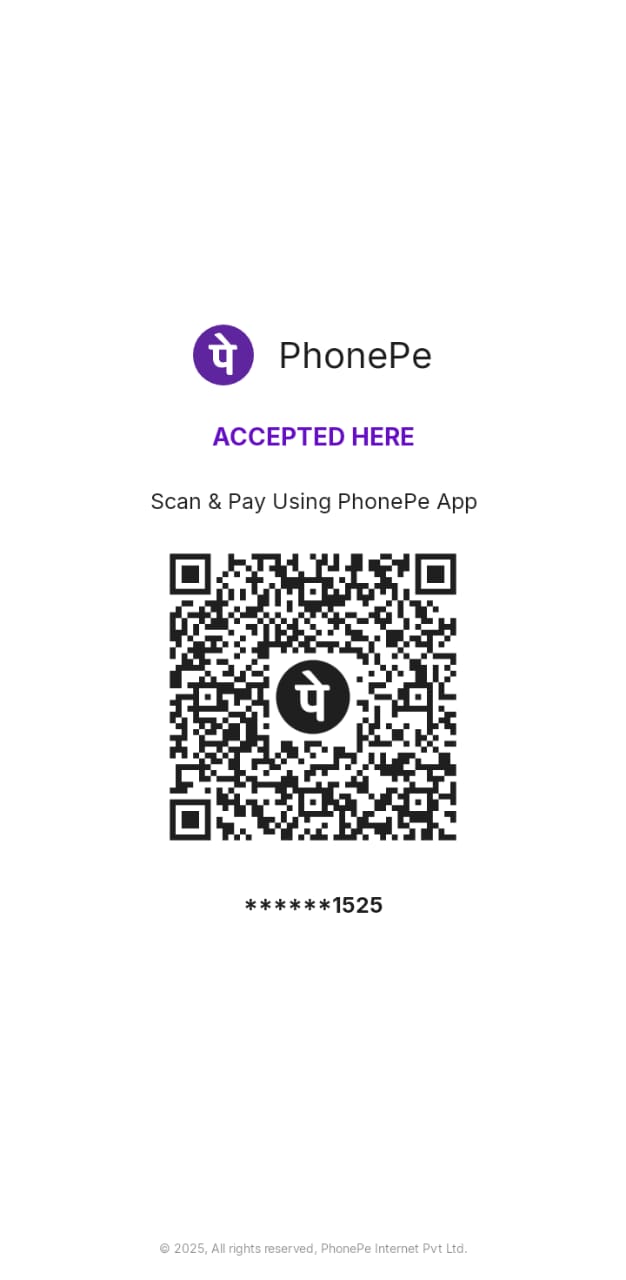 पे PhonePe
ACCEPTED HERE
Scan & Pay Using PhonePe App
पे
******1525
© 2025, All rights reserved, PhonePe Internet Pvt Ltd.